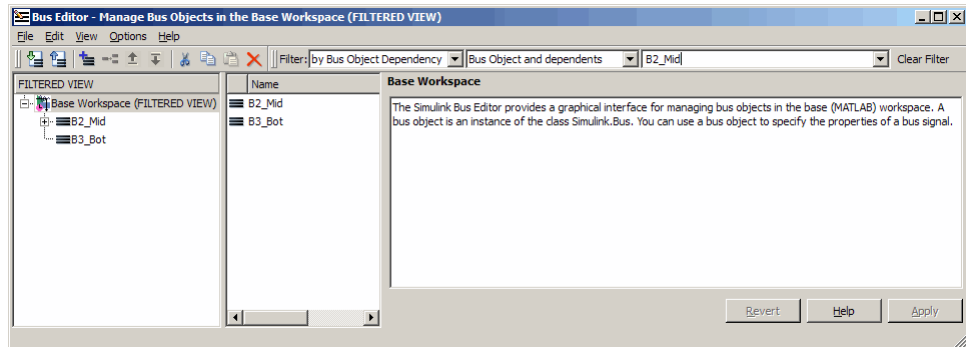 Bus Editor - Manage Bus Objects in the Base Workspace (FILTERED VIEW)
File Edit View Options Help
Filter: by Bus Object Dependency Bus Object and dependents B2_Mid Clear Filter
FILTERED VIEW
Base Workspace (FILTERED VIEW)
B2_Mid
B3_Bot
Name
B2_Mid
B3_Bot
Base Workspace
The Simulink Bus Editor provides a graphical interface for managing bus objects in the base (MATLAB) workspace. A
bus object is an instance of the class Simulink.Bus. You can use a bus object to specify the properties of a bus signal.
Revert Help Apply